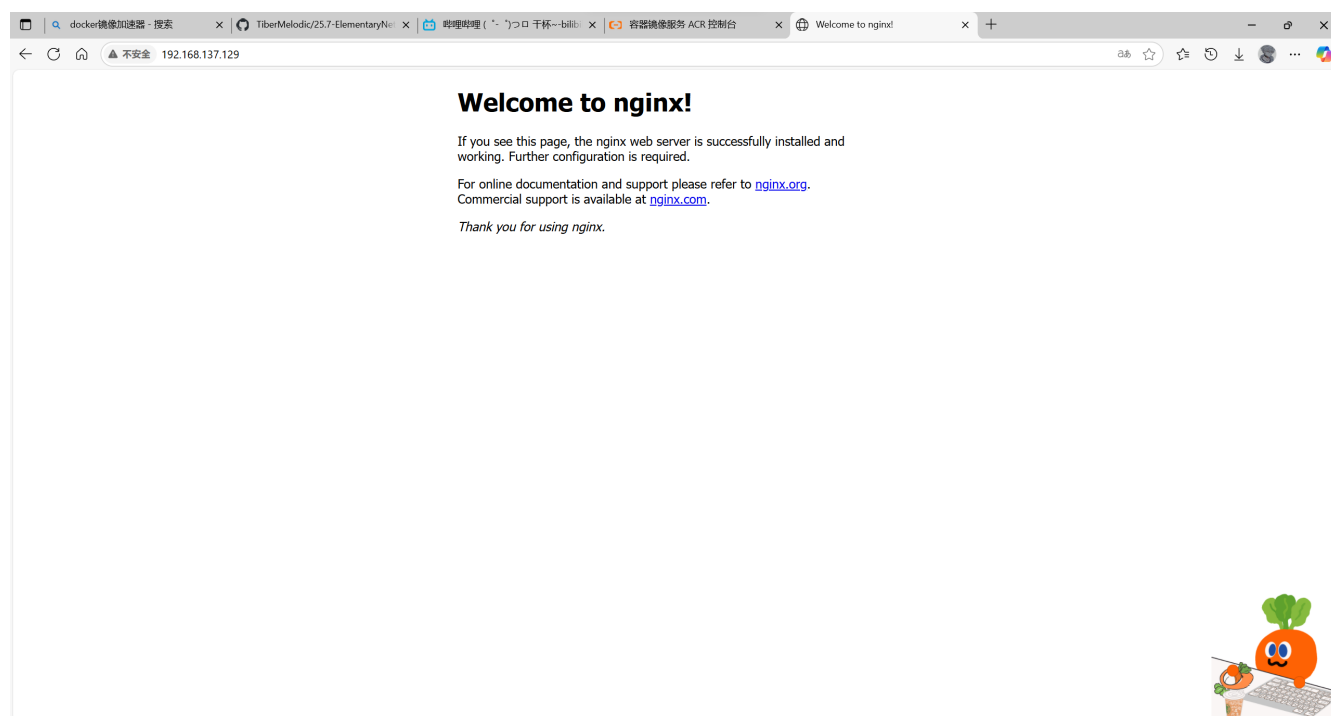 docker镜像加速器 - 搜索
TiberMelodic/25.7-ElementaryNe
哔哩哔哩 ( ゜- ゜)つロ 干杯~-bilibi
容器镜像服务 ACR 控制台
Welcome to nginx!
不安全 192.168.137.129
Welcome to nginx!
If you see this page, the nginx web server is successfully installed and
working. Further configuration is required.
For online documentation and support please refer to nginx.org.
Commercial support is available at nginx.com.
Thank you for using nginx.